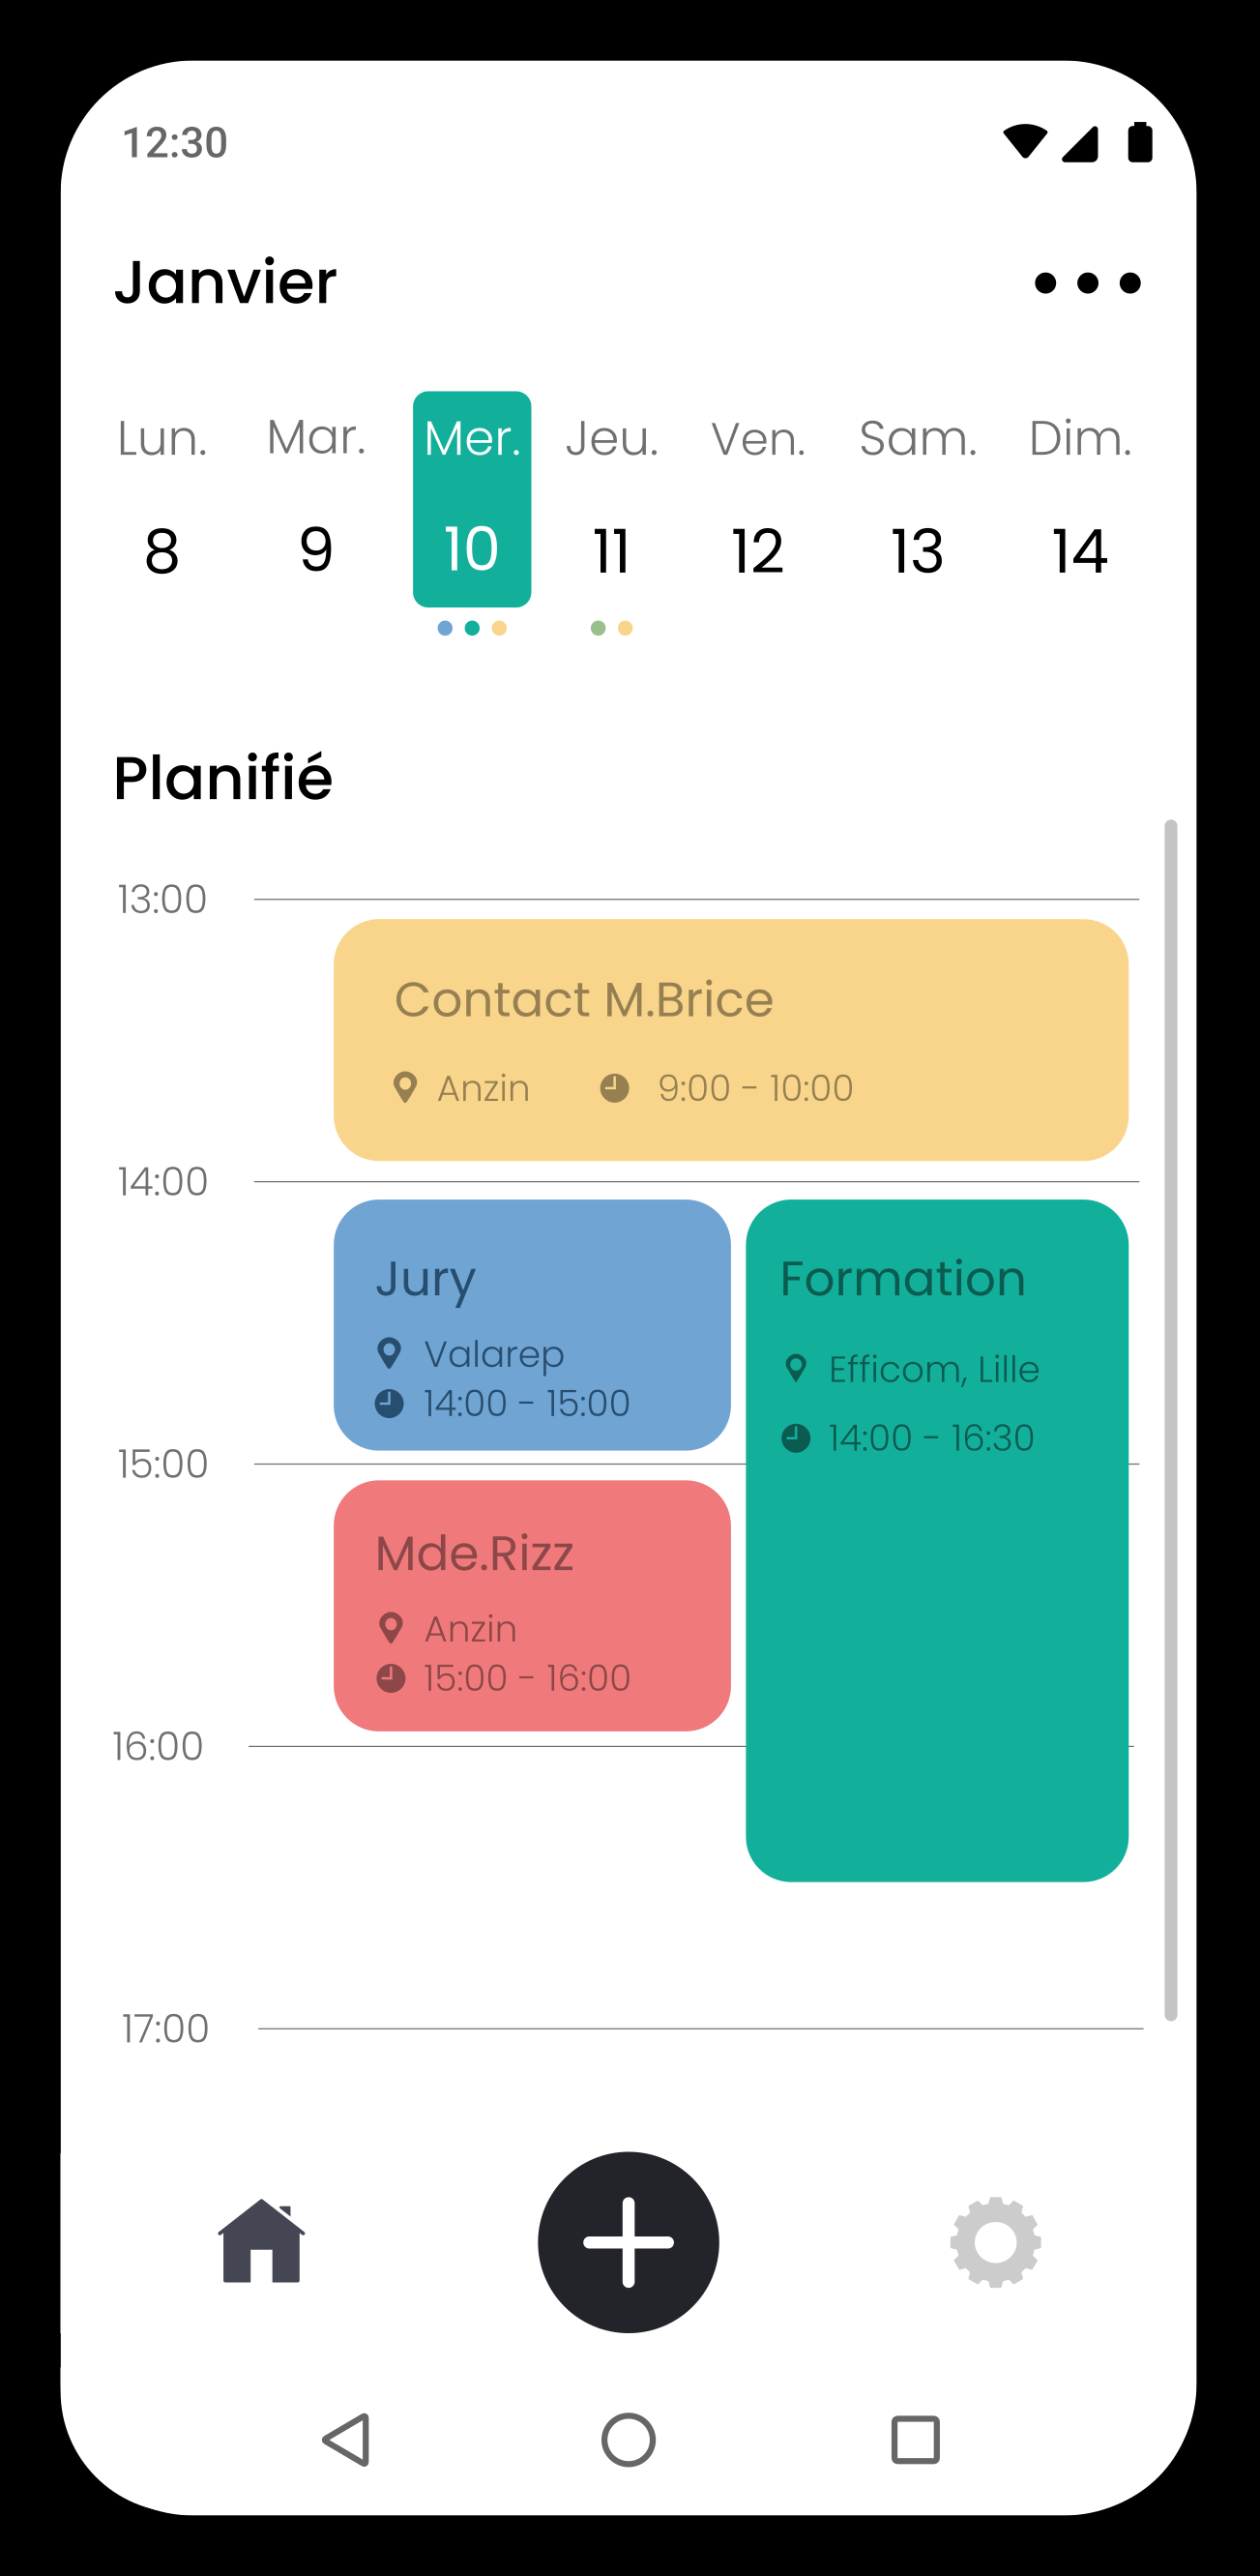 12:30
Janvier
Lun. Mar. Mer. Jeu. Ven. Sam. Dim.
8 9 10 11 12 13 14
Planifié
13:00
Contact M.Brice
Anzin 9:00 - 10:00
14:00
Jury
Valarep
14:00 - 15:00
Formation
Efficom, Lille
14:00 - 16:30
15:00
Mde.Rizz
Anzin
15:00 - 16:00
16:00
17:00